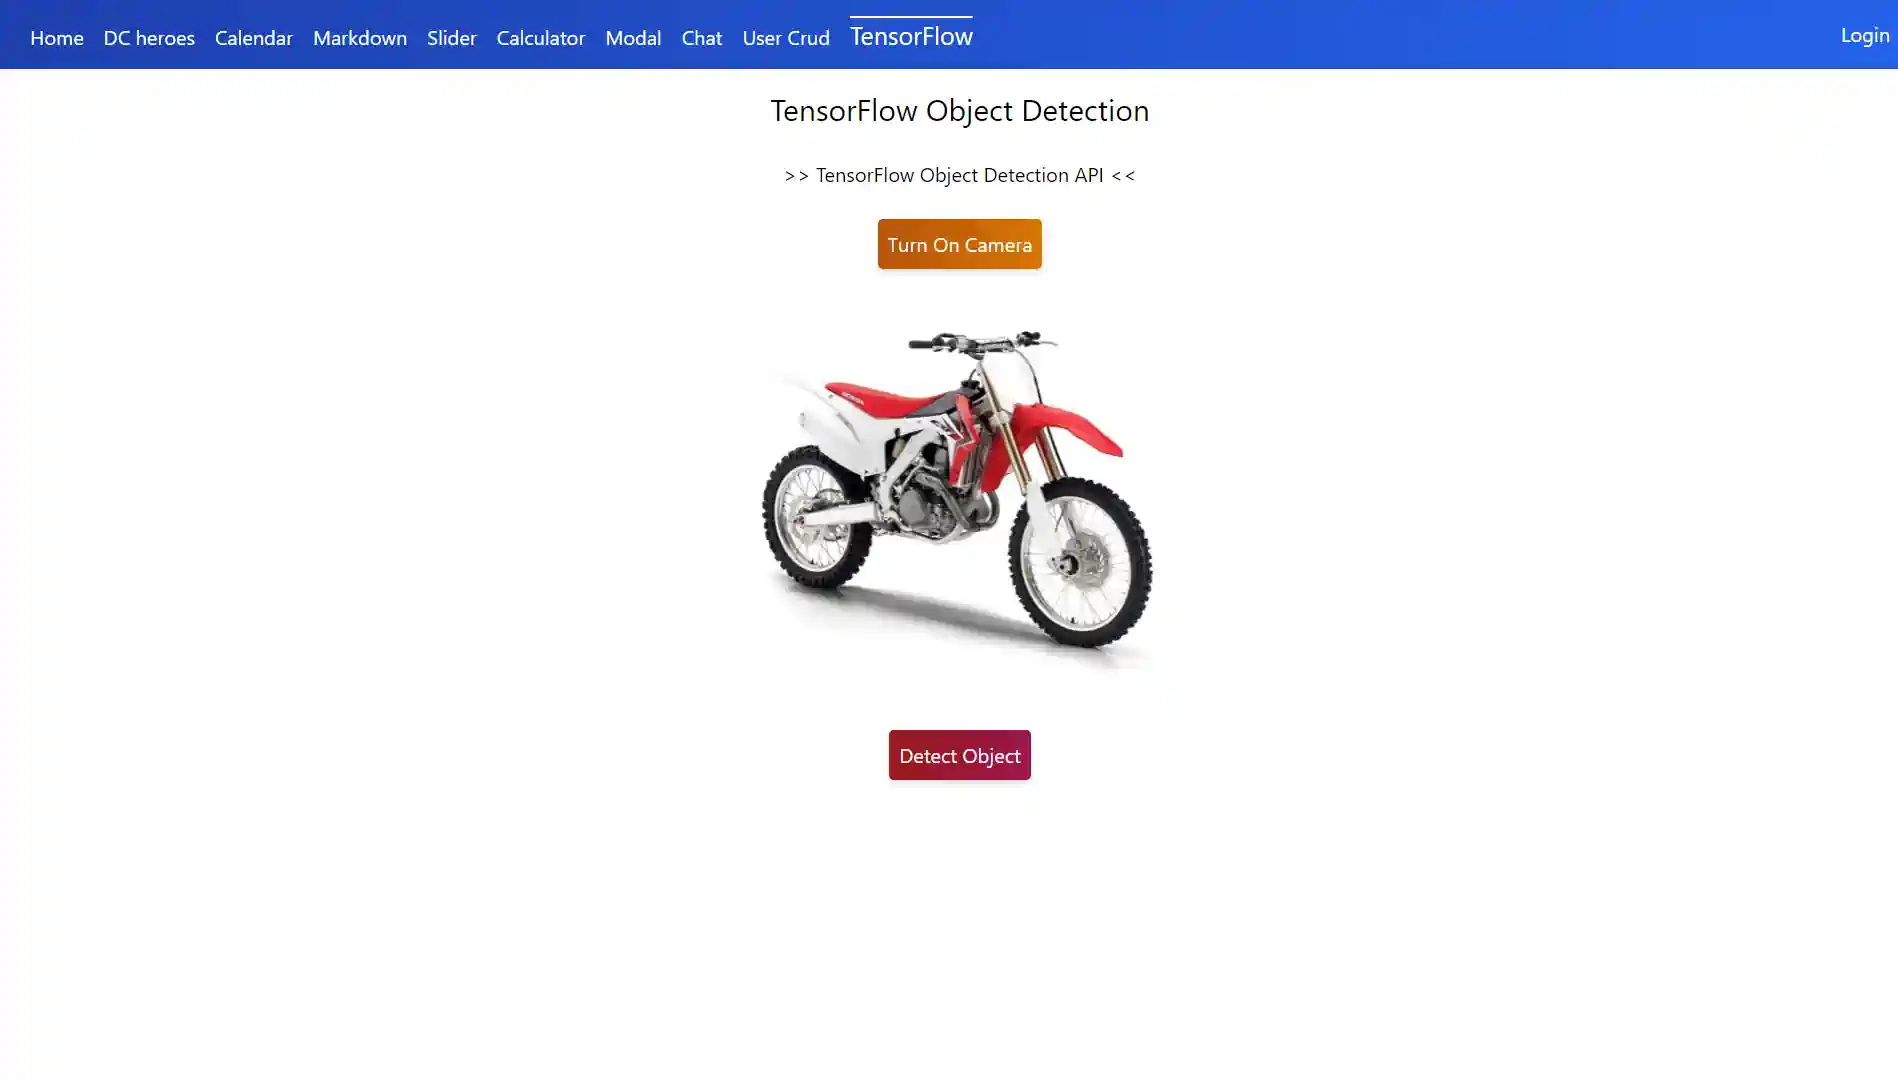 Home DC heroes Calendar Markdown Slider Calculator Modal Chat User Crud TensorFlow Login
TensorFlow Object Detection
>> TensorFlow Object Detection API <<
Turn On Camera
HONDA
Detect Object